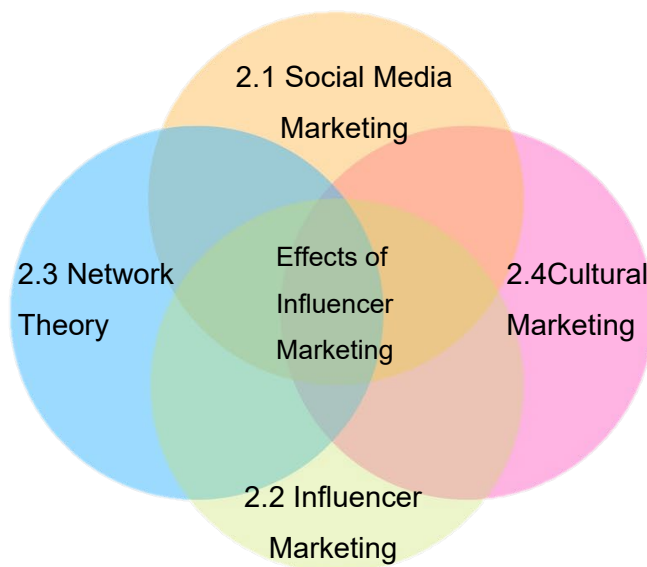 2.1 Social Media
Marketing
2.3 Network
Theory
Effects of
Influencer
Marketing
2.4Cultural
Marketing
2.2 Influencer
Marketing